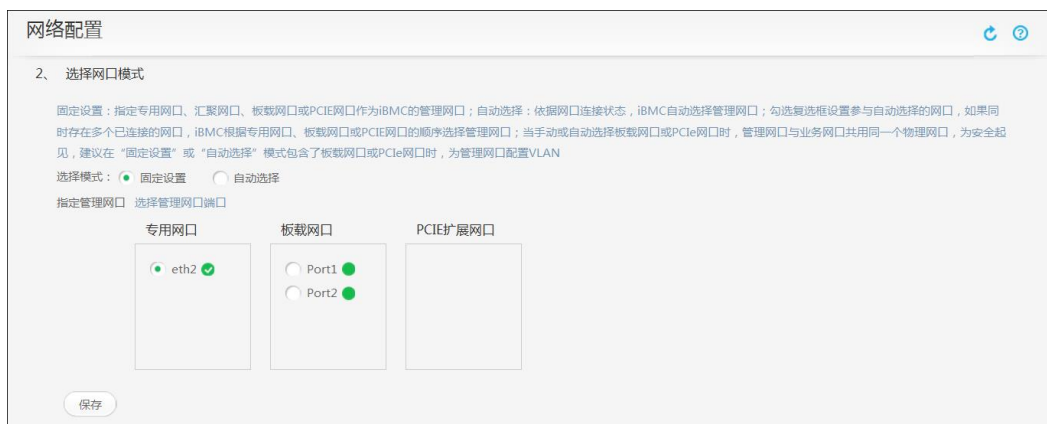 网络配置
2、 选择网口模式
固定设置：指定专用网口、汇聚网口、板载网口或PCIE网口作为iBMC的管理网口；自动选择：依据网口连接状态，iBMC自动选择管理网口；勾选复选框设置参与自动选择的网口，如果同
时存在多个已连接的网口，iBMC根据专用网口、板载网口或PCIE网口的顺序选择管理网口；当手动或自动选择板载网口或PCIe网口时，管理网口与业务网口共用同一个物理网口，为安全起
见，建议在“固定设置”或“自动选择”模式包含了板载网口或PCIe网口时，为管理网口配置VLAN
选择模式： 固定设置 自动选择
指定管理网口 选择管理网口端口
专用网口 板载网口 PCIE扩展网口
eth2 Port1
Port2
保存